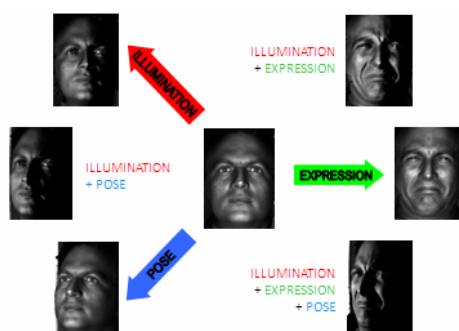 ILLUMINATION
ILLUMINATION
+ EXPRESSION
ILLUMINATION
+ POSE
EXPRESSION
POSE
ILLUMINATION
+ EXPRESSION
+ POSE